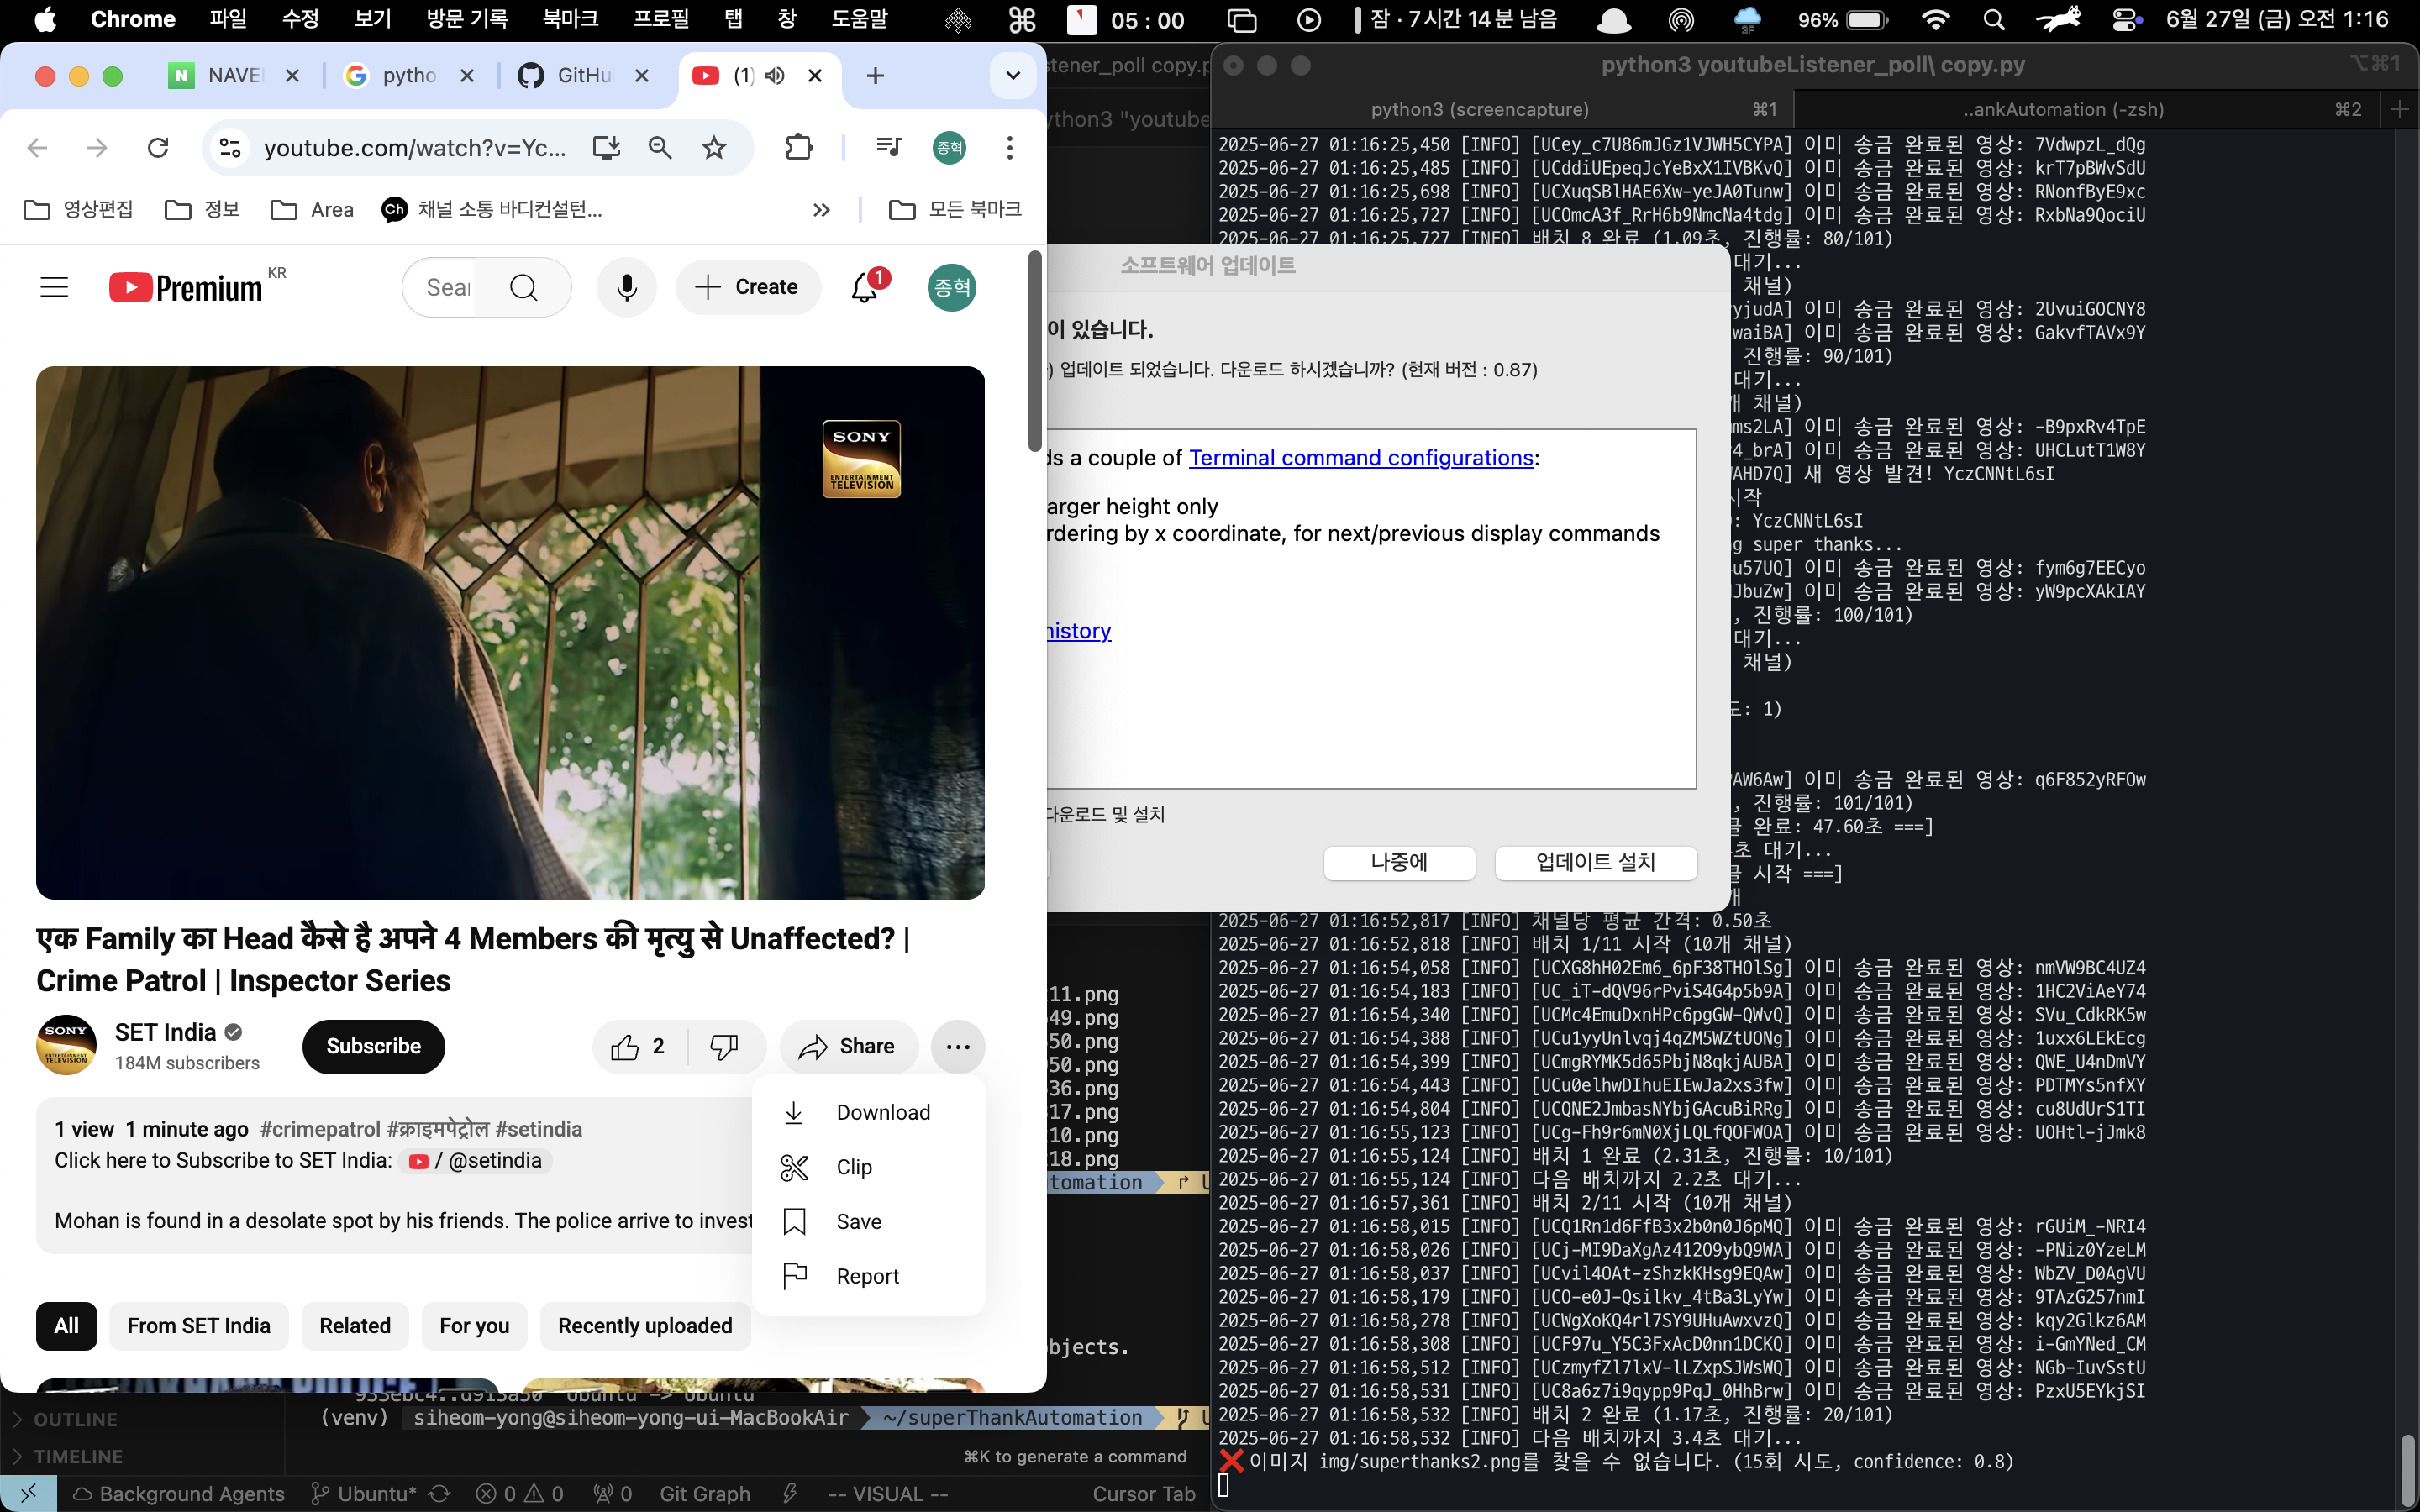 Chrome 파일 수정 보기 방문 기록 북마크 프로필 탭 창 도움말 05 : 00 잠 · 7시간 14분 남음 3F 96% 6월 27일 (금) 오전 1:16
NAVE pytho GitHu (1)
youtube.com/watch?v=Yc... 종혁
영상편집 정보 Area Ch 채널 소통 바디컨설턴... 모든 북마크
Premium KR Sear Create 1 종혁
SONY
ENTERTAINMENT
TELEVISION
एक Family का Head कैसे है अपने 4 Members की मृत्यु से Unaffected? |
Crime Patrol | Inspector Series
SONY
SET India
184M subscribers
Subscribe 2 Share
Download
Clip
Save
Report
1 view 1 minute ago #crimepatrol #क्राइमपेट्रोल #setindia
Click here to Subscribe to SET India: / @setindia
Mohan is found in a desolate spot by his friends. The police arrive to invest
All From SET India Related For you Recently uploaded
stener_poll copy.p
ython3 "youtube
소프트웨어 업데이트
이 있습니다.
) 업데이트 되었습니다. 다운로드 하시겠습니까? (현재 버전 : 0.87)
ds a couple of Terminal command configurations:
arger height only
rdering by x coordinate, for next/previous display commands
history
다운로드 및 설치
나중에 업데이트 설치
11.png
49.png
50.png
50.png
36.png
17.png
10.png
18.png
tomation
bjects.
933ebc4..d913a50 Ubuntu -> Ubuntu
(venv) siheom-yong@siheom-yong-ui-MacBookAir ~/superThankAutomation
OUTLINE
TIMELINE
⌘K to generate a command
Background Agents Ubuntu* 0 0 0 Git Graph -- VISUAL -- Cursor Tab
python3 youtubeListener_poll\ copy.py ⌥⌘1
python3 (screencapture) ⌘1 ..ankAutomation (-zsh) ⌘2
2025-06-27 01:16:25,450 [INFO] [UCey_c7U86mJGz1VJWH5CYPA] 이미 송금 완료된 영상: 7VdwpzL_dQg
2025-06-27 01:16:25,485 [INFO] [UCddiUEpeqJcYeBxX1IVBKvQ] 이미 송금 완료된 영상: krT7pBWvSdU
2025-06-27 01:16:25,698 [INFO] [UCXuqSBlHAE6Xw-yeJA0Tunw] 이미 송금 완료된 영상: RNonfByE9xc
2025-06-27 01:16:25,727 [INFO] [UCOmcA3f_RrH6b9NmcNa4tdg] 이미 송금 완료된 영상: RxbNa9QociU
2025-06-27 01:16:25,727 [INFO] 배치 8 완료 (1.09초, 진행률: 80/101)
대기...
채널)
yjudA] 이미 송금 완료된 영상: 2UvuiGOCNY8
waiBA] 이미 송금 완료된 영상: GakvfTAVx9Y
진행률: 90/101)
대기...
개 채널)
ms2LA] 이미 송금 완료된 영상: -B9pxRv4TpE
4_brA] 이미 송금 완료된 영상: UHCLutT1W8Y
AHD7Q] 새 영상 발견! YczCNNtL6sI
시작
: YczCNNtL6sI
g super thanks...
u57UQ] 이미 송금 완료된 영상: fym6g7EECyo
JbuZw] 이미 송금 완료된 영상: yW9pcXAkIAY
, 진행률: 100/101)
대기...
채널)
도: 1)
AW6Aw] 이미 송금 완료된 영상: q6F852yRFOw
, 진행률: 101/101)
클 완료: 47.60초 ===]
초 대기...
클 시작 ===]
개
2025-06-27 01:16:52,817 [INFO] 채널당 평균 간격: 0.50초
2025-06-27 01:16:52,818 [INFO] 배치 1/11 시작 (10개 채널)
2025-06-27 01:16:54,058 [INFO] [UCXG8hH02Em6_6pF38THOlSg] 이미 송금 완료된 영상: nmVW9BC4UZ4
2025-06-27 01:16:54,183 [INFO] [UC_iT-dQV96rPviS4G4p5b9A] 이미 송금 완료된 영상: 1HC2ViAeY74
2025-06-27 01:16:54,340 [INFO] [UCMc4EmuDxnHPc6pgGW-QWvQ] 이미 송금 완료된 영상: SVu_CdkRK5w
2025-06-27 01:16:54,388 [INFO] [UCu1yyUnlvqj4qZM5WZtUONg] 이미 송금 완료된 영상: 1uxx6LEkEcg
2025-06-27 01:16:54,399 [INFO] [UCmgRYMK5d65PbjN8qkjAUBA] 이미 송금 완료된 영상: QWE_U4nDmVY
2025-06-27 01:16:54,443 [INFO] [UCu0elhwDIhuEIEwJa2xs3fw] 이미 송금 완료된 영상: PDTMYs5nfXY
2025-06-27 01:16:54,804 [INFO] [UCQNE2JmbasNYbjGAcuBiRRg] 이미 송금 완료된 영상: cu8UdUrS1TI
2025-06-27 01:16:55,123 [INFO] [UCg-Fh9r6mN0XjLQLfQOFWOA] 이미 송금 완료된 영상: UOHtl-jJmk8
2025-06-27 01:16:55,124 [INFO] 배치 1 완료 (2.31초, 진행률: 10/101)
2025-06-27 01:16:55,124 [INFO] 다음 배치까지 2.2초 대기...
2025-06-27 01:16:57,361 [INFO] 배치 2/11 시작 (10개 채널)
2025-06-27 01:16:58,015 [INFO] [UCQ1Rn1d6FfB3x2b0n0J6pMQ] 이미 송금 완료된 영상: rGUiM_-NRI4
2025-06-27 01:16:58,026 [INFO] [UCj-MI9DaXgAz412O9ybQ9WA] 이미 송금 완료된 영상: -PNiz0YzeLM
2025-06-27 01:16:58,037 [INFO] [UCvil4OAt-zShzkKHsg9EQAw] 이미 송금 완료된 영상: WbZV_D0AgVU
2025-06-27 01:16:58,179 [INFO] [UCO-e0J-Qsilkv_4tBa3LyYw] 이미 송금 완료된 영상: 9TAzG257nmI
2025-06-27 01:16:58,278 [INFO] [UCWgXoKQ4rl7SY9UHuAwxvzQ] 이미 송금 완료된 영상: kqy2Glkz6AM
2025-06-27 01:16:58,308 [INFO] [UCF97u_Y5C3FxAcD0nn1DCKQ] 이미 송금 완료된 영상: i-GmYNed_CM
2025-06-27 01:16:58,512 [INFO] [UCzmyfZl7lxV-lLZxpSJWsWQ] 이미 송금 완료된 영상: NGb-IuvSstU
2025-06-27 01:16:58,531 [INFO] [UC8a6z7i9qypp9PqJ_0HhBrw] 이미 송금 완료된 영상: PzxU5EYkjSI
2025-06-27 01:16:58,532 [INFO] 배치 2 완료 (1.17초, 진행률: 20/101)
2025-06-27 01:16:58,532 [INFO] 다음 배치까지 3.4초 대기...
❌이미지 img/superthanks2.png를 찾을 수 없습니다. (15회 시도, confidence: 0.8)